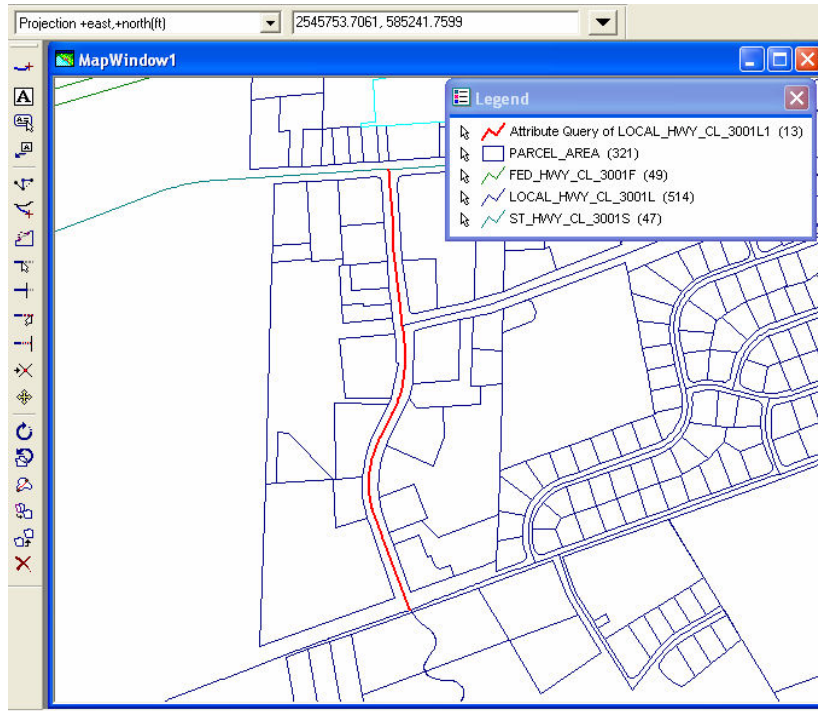 Projection +east,+north(ft)
2545753.7061, 585241.7599
MapWindow1
Legend
Attribute Query of LOCAL_HWY_CL_3001L1 (13)
PARCEL_AREA (321)
FED_HWY_CL_3001F (49)
LOCAL_HWY_CL_3001L (514)
ST_HWY_CL_3001S (47)